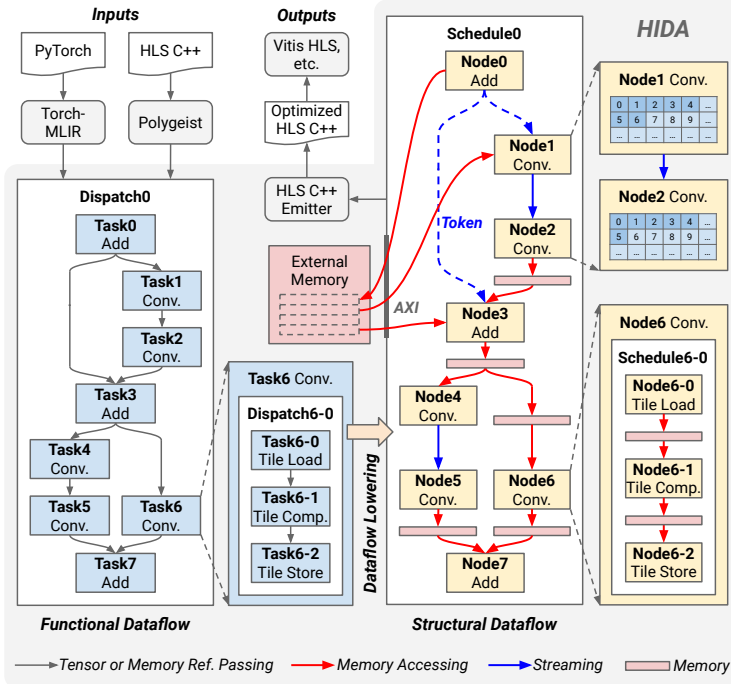 Inputs
Outputs
PyTorch
HLS C++
Torch-
MLIR
Polygeist
Vitis HLS,
etc.
Optimized
HLS C++
HLS C++
Emitter
HIDA
Dispatch0
Task0
Add
Task1
Conv.
Task2
Conv.
Task3
Add
Task4
Conv.
Task5
Conv.
Task6
Conv.
Task7
Add
Functional Dataflow
Task6 Conv.
Dispatch6-0
Task6-0
Tile Load
Task6-1
Tile Comp.
Task6-2
Tile Store
External
Memory
AXI
Dataflow Lowering
Schedule0
Node0
Add
Node1
Conv.
Token
Node2
Conv.
Node3
Add
Node4
Conv.
Node5
Conv.
Node6
Conv.
Node7
Add
Structural Dataflow
Node1 Conv.
0 1 2 3 4 ...
5 6 7 8 9 ...
... ... ... ... ... ...
Node2 Conv.
0 1 2 3 4 ...
5 6 7 8 9 ...
... ... ... ... ... ...
Node6 Conv.
Schedule6-0
Node6-0
Tile Load
Node6-1
Tile Comp.
Node6-2
Tile Store
Tensor or Memory Ref. Passing
Memory Accessing
Streaming
Memory